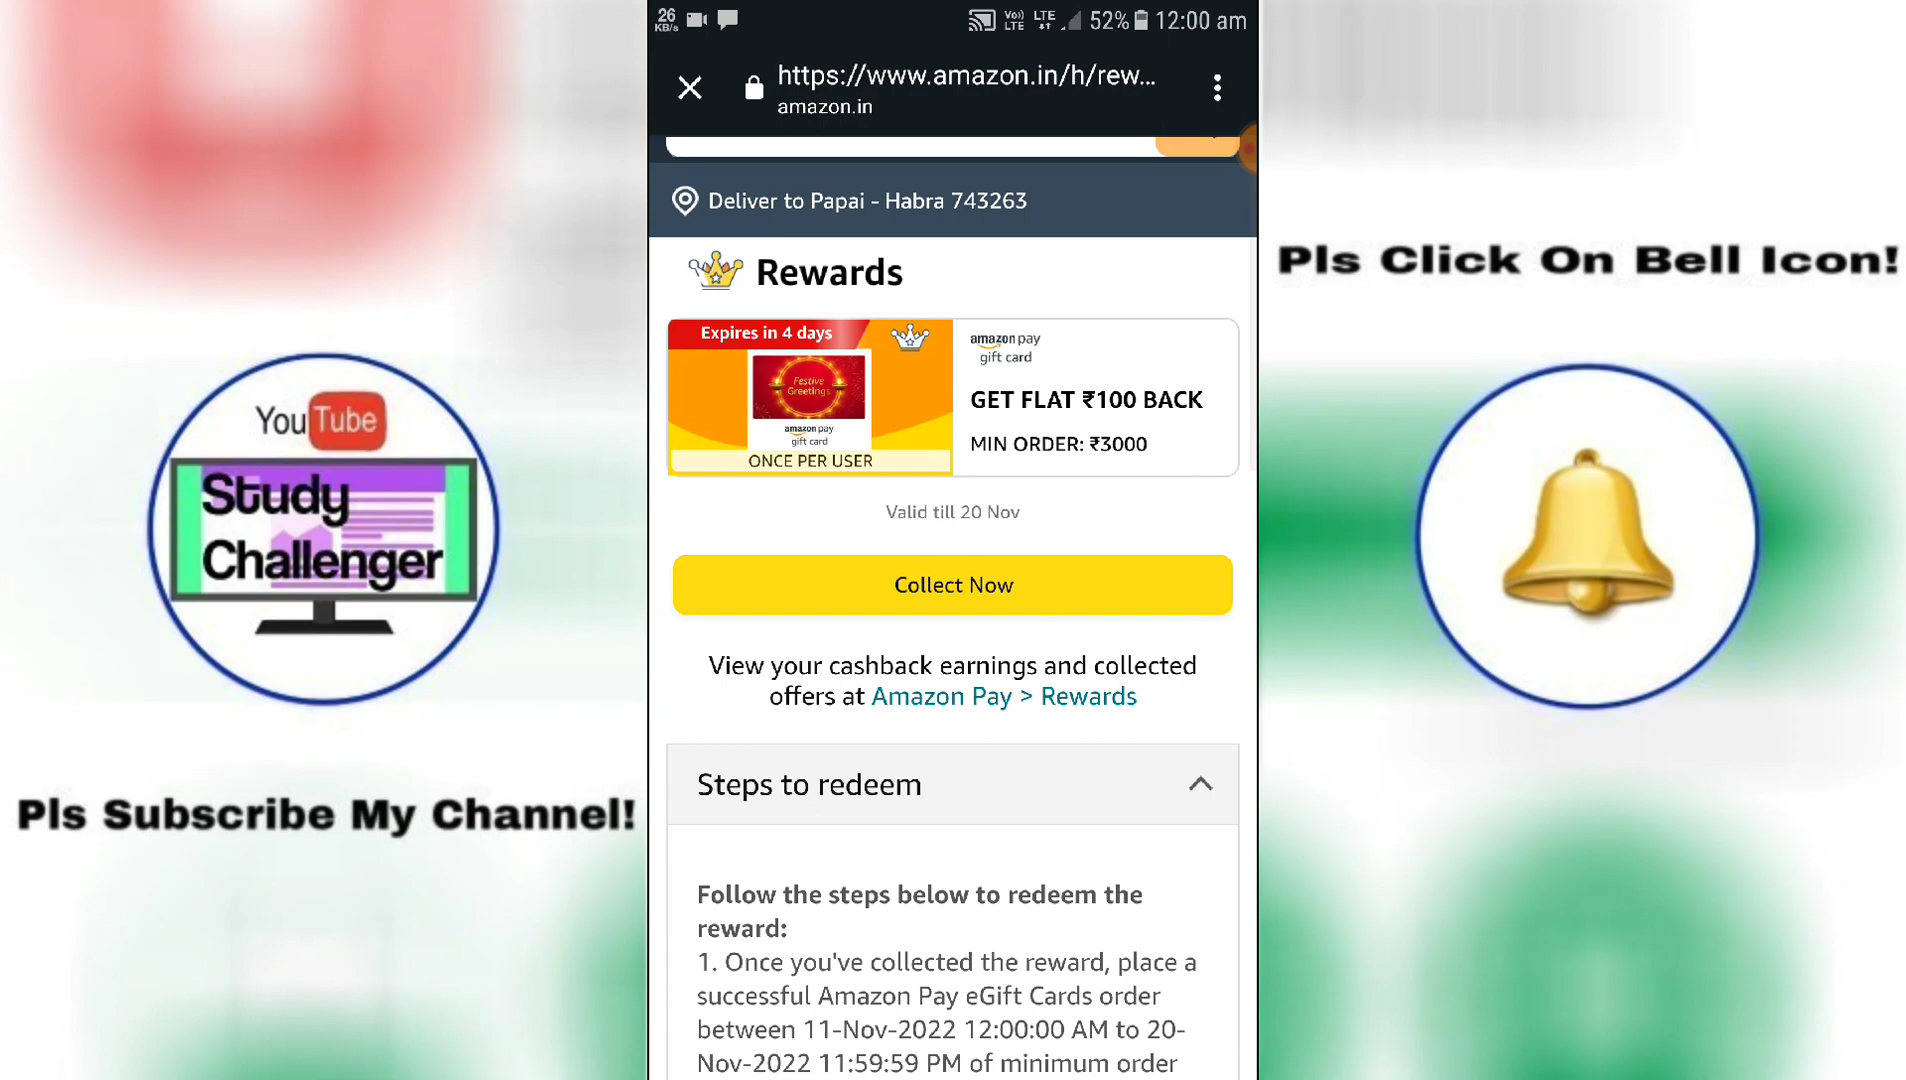 26
KB/s
Vo))
LTE
LTE
52%
12:00 am
https://www.amazon.in/h/rew...
amazon.in
Deliver to Papai - Habra 743263
Rewards
Expires in 4 days
Festive
Greetings
amazon pay
gift card
ONCE PER USER
amazon pay
gift card
GET FLAT ₹100 BACK
MIN ORDER: ₹3000
Valid till 20 Nov
Collect Now
View your cashback earnings and collected
offers at Amazon Pay > Rewards
Steps to redeem
Follow the steps below to redeem the
reward:
1. Once you've collected the reward, place a
successful Amazon Pay eGift Cards order
between 11-Nov-2022 12:00:00 AM to 20-
Nov-2022 11:59:59 PM of minimum order
YouTube
Study
Challenger
Pls Subscribe My Channel!
Pls Click On Bell Icon!